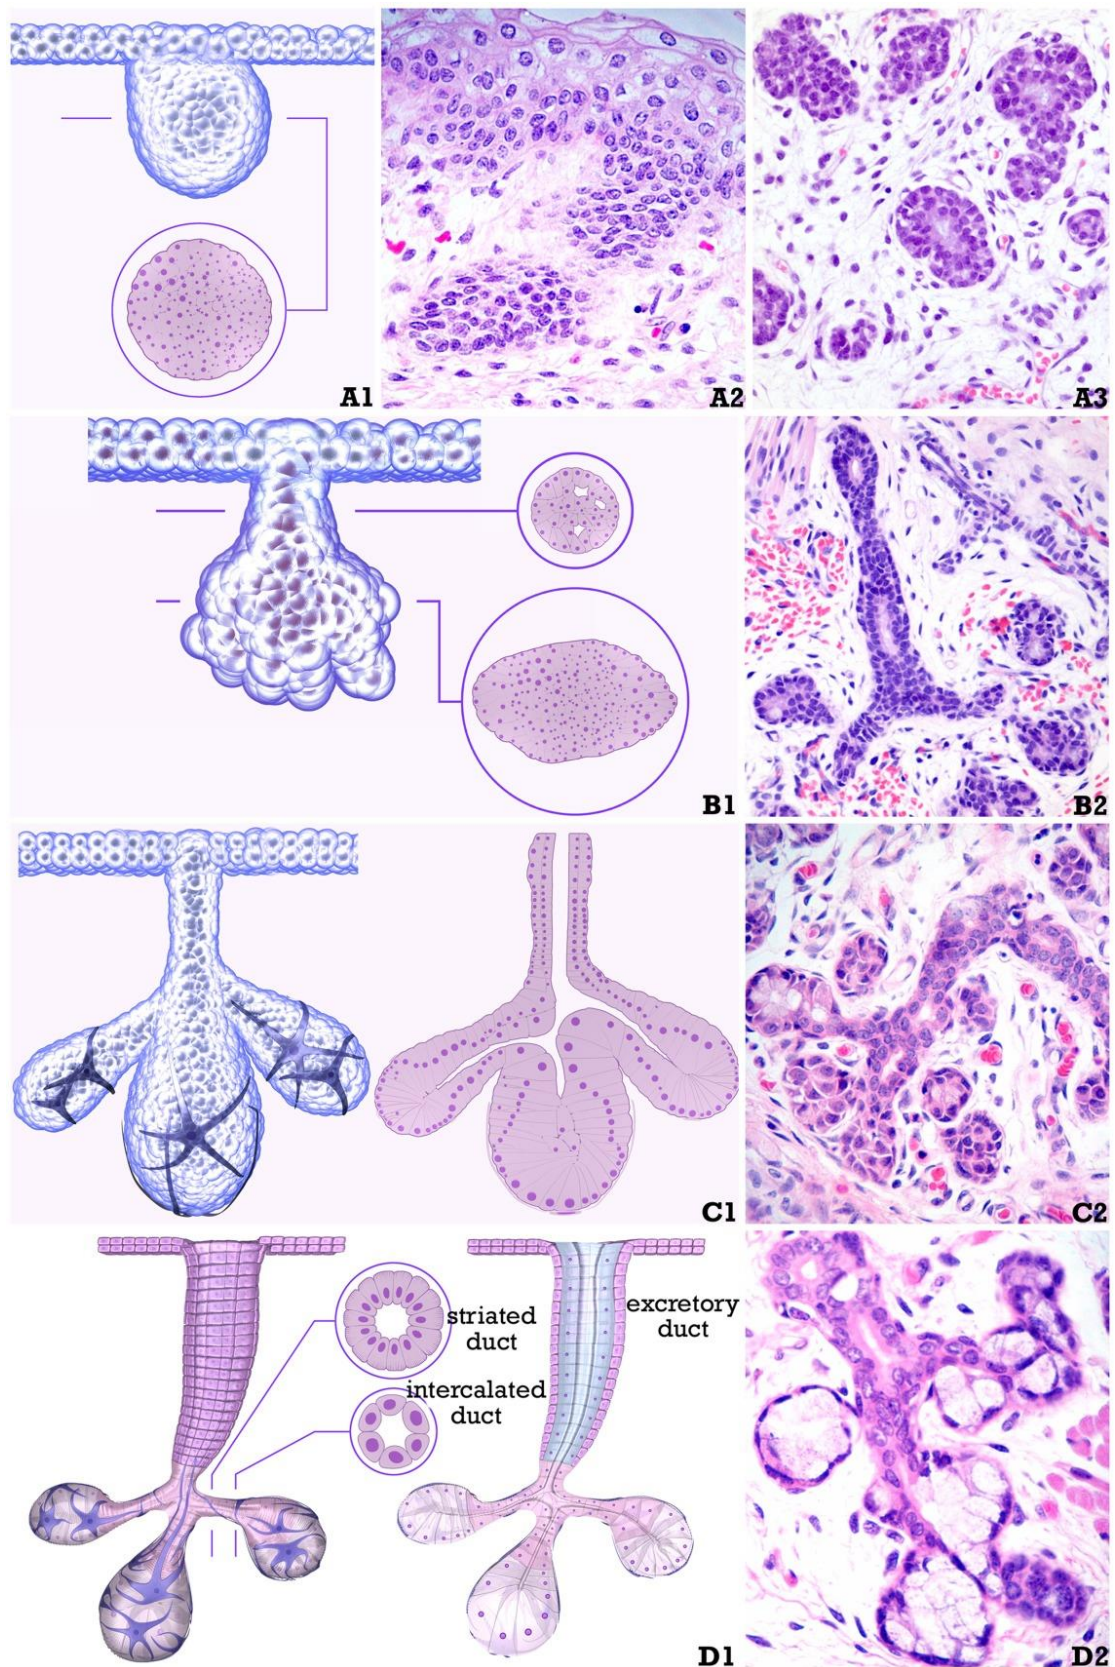 A1
A2
A3
B1
B2
C1
C2
striated
duct
intercalated
duct
excretory
duct
D1
D2